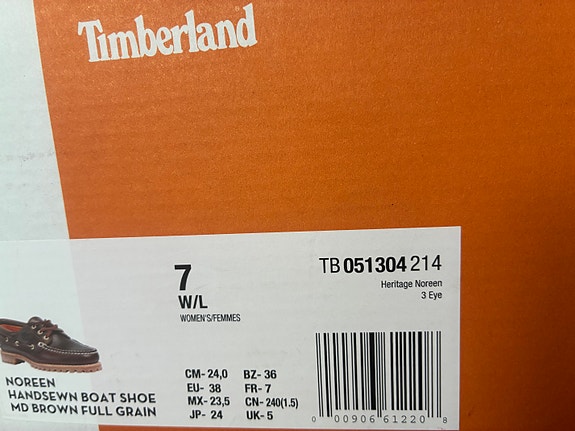 Timberland
7
W/L
WOMEN'S/FEMMES
TB 051304 214
Heritage Noreen
3 Eye
NOREEN
HANDSEWN BOAT SHOE
MD BROWN FULL GRAIN
CM- 24,0 BZ- 36
EU- 38 FR- 7
MX- 23,5 CN- 240(1.5)
JP- 24 UK- 5
0 00906 61220 8